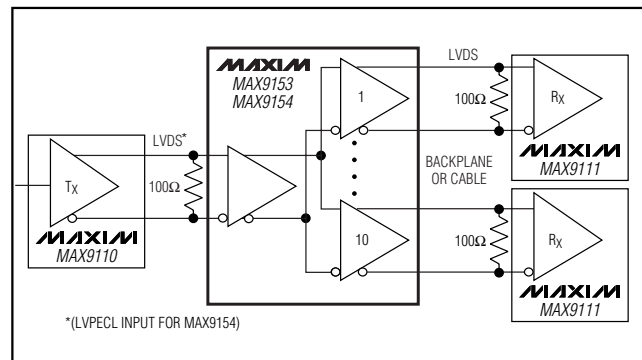 MAXIM
MAX9153
MAX9154
LVDS*
100Ω
TX
MAXIM
MAX9110
1
10
LVDS
100Ω
RX
MAXIM
MAX9111
BACKPLANE
OR CABLE
100Ω
RX
MAXIM
MAX9111
*(LVPECL INPUT FOR MAX9154)